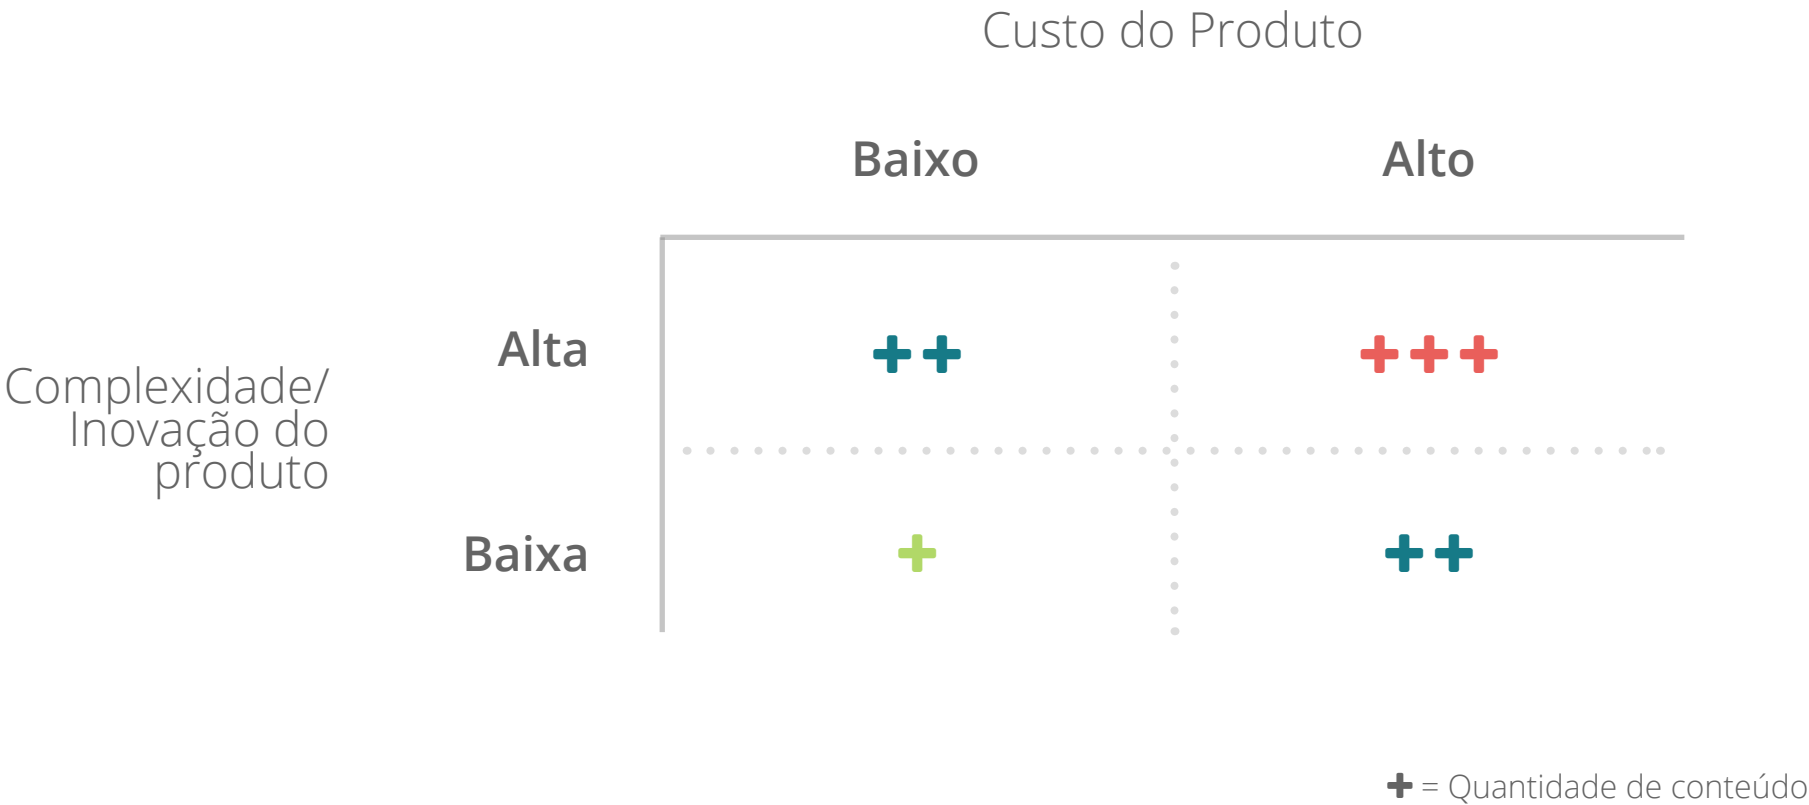 Custo do Produto
Baixo Alto
Alta ++ +++
Complexidade/
Inovação do
produto
Baixa + ++
+ = Quantidade de conteúdo